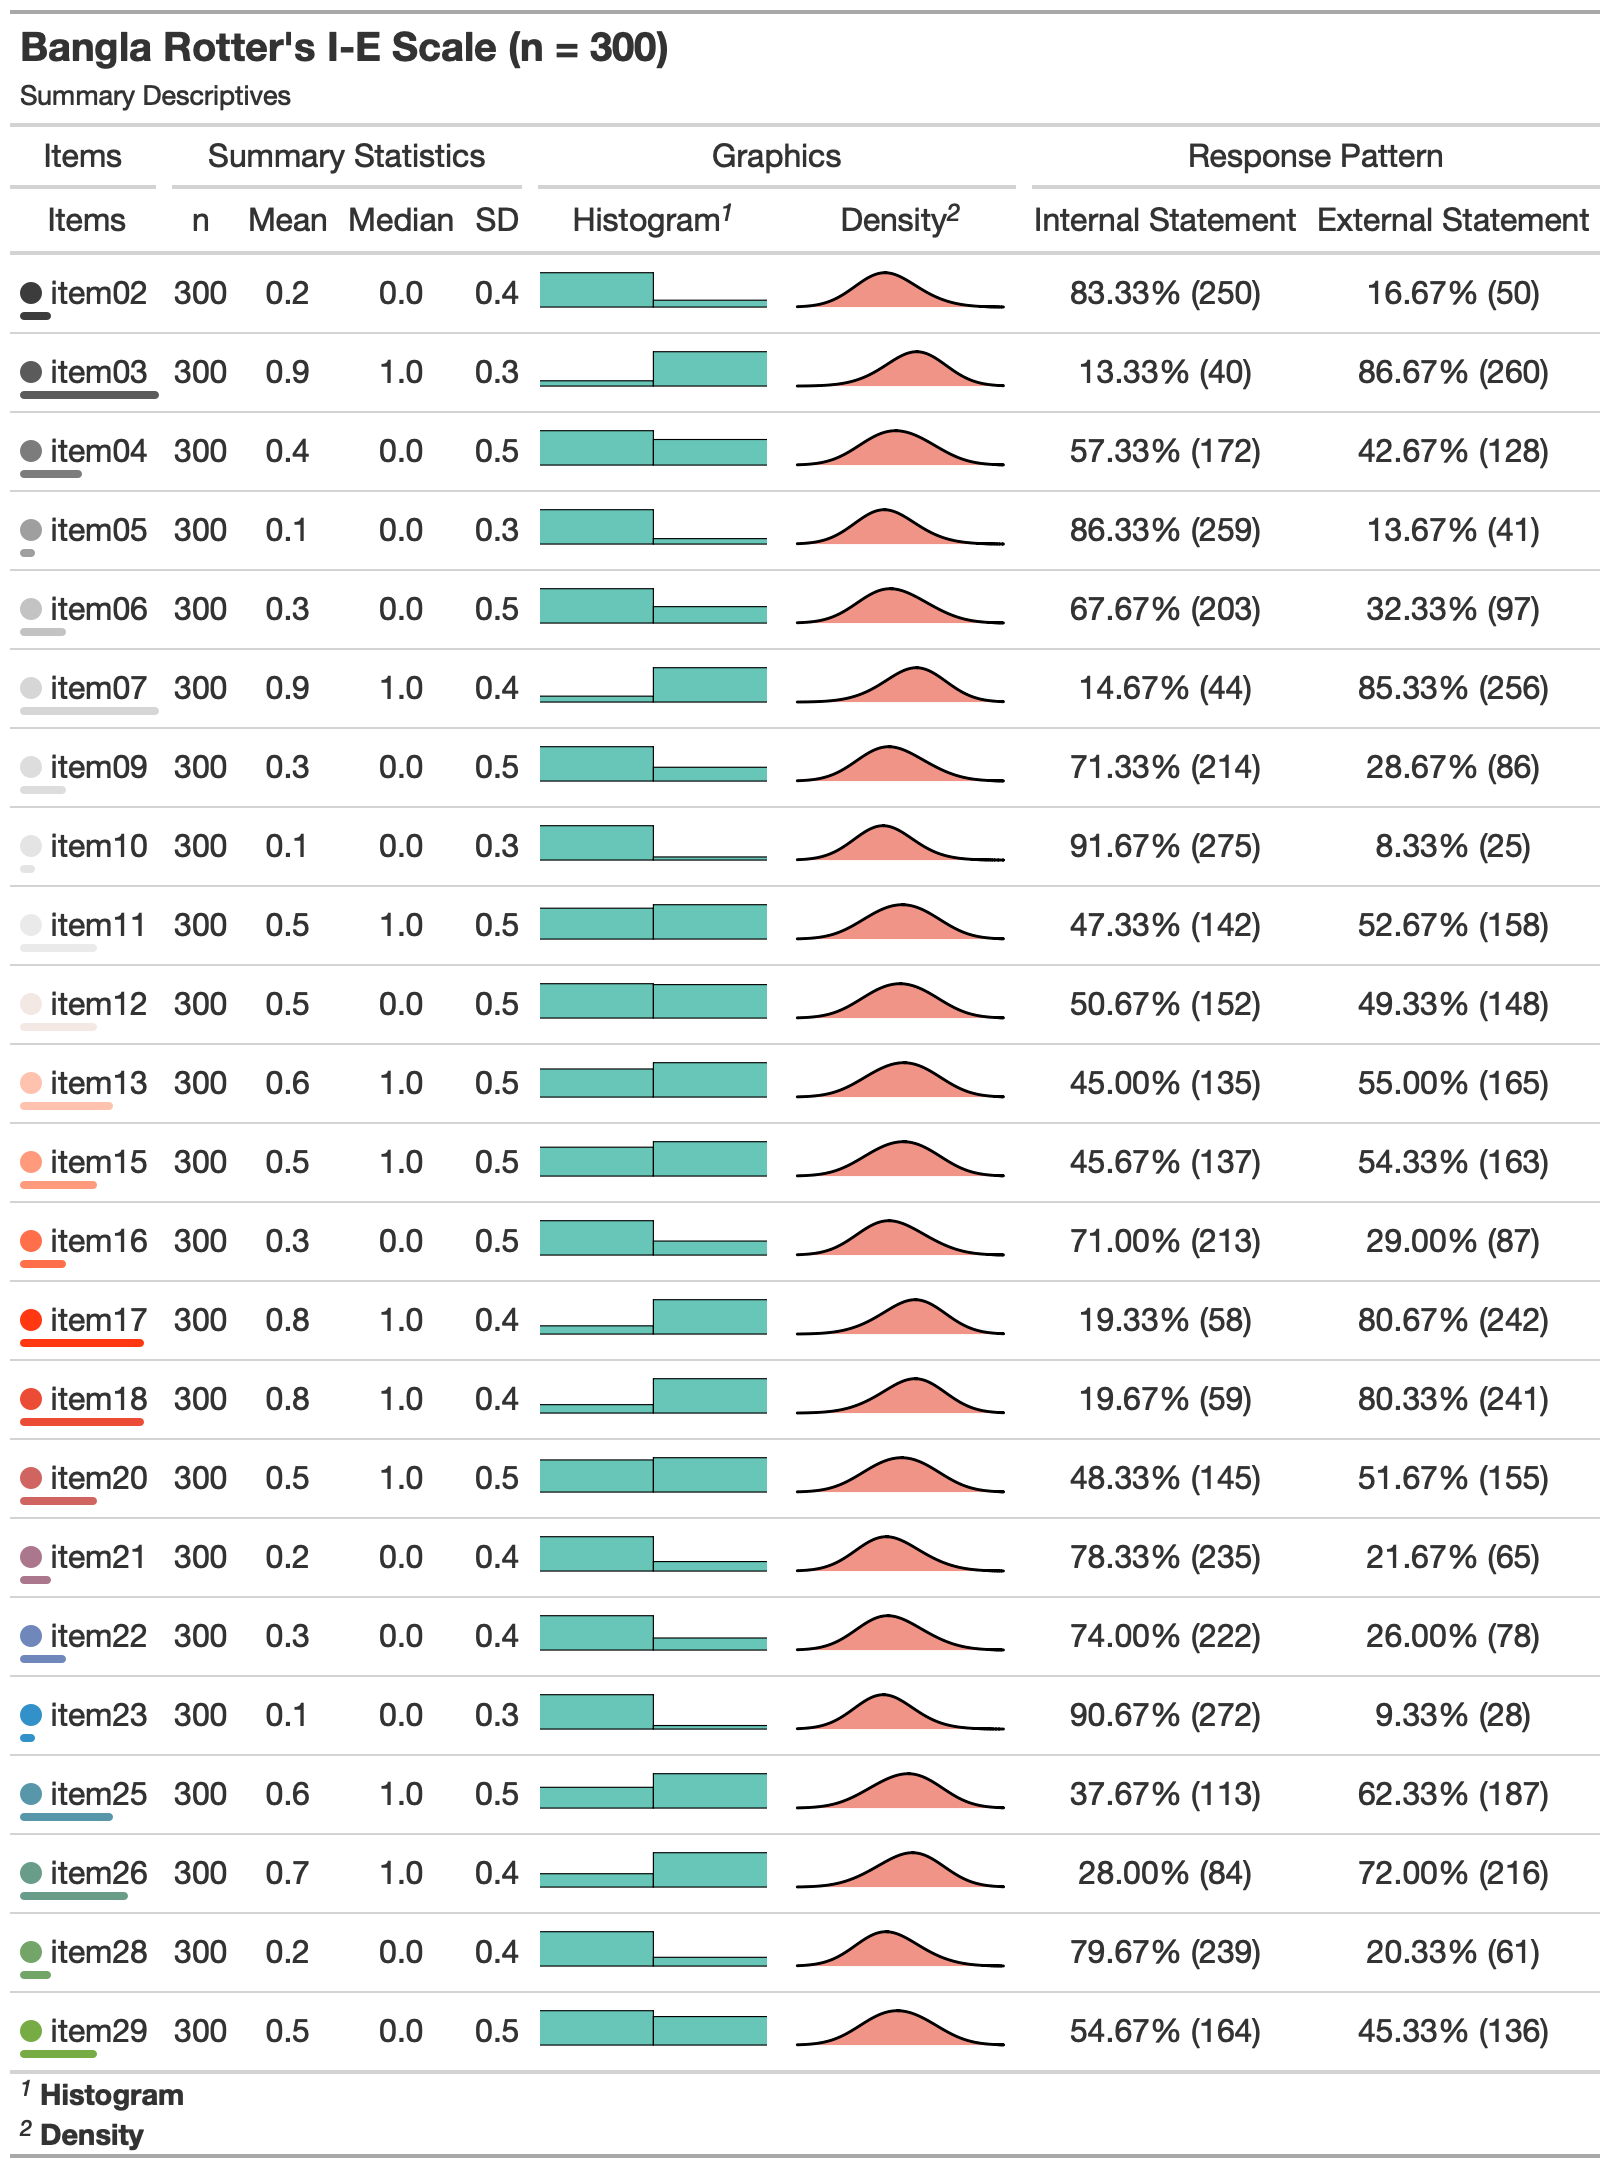 Bangla Rotter's I-E Scale (n = 300)
Summary Descriptives
Items Summary Statistics Graphics Response Pattern
Items n Mean Median SD Histogram1 Density2 Internal Statement External Statement
item02 300 0.2 0.0 0.4 83.33% (250) 16.67% (50)
item03 300 0.9 1.0 0.3 13.33% (40) 86.67% (260)
item04 300 0.4 0.0 0.5 57.33% (172) 42.67% (128)
item05 300 0.1 0.0 0.3 86.33% (259) 13.67% (41)
item06 300 0.3 0.0 0.5 67.67% (203) 32.33% (97)
item07 300 0.9 1.0 0.4 14.67% (44) 85.33% (256)
item09 300 0.3 0.0 0.5 71.33% (214) 28.67% (86)
item10 300 0.1 0.0 0.3 91.67% (275) 8.33% (25)
item11 300 0.5 1.0 0.5 47.33% (142) 52.67% (158)
item12 300 0.5 0.0 0.5 50.67% (152) 49.33% (148)
item13 300 0.6 1.0 0.5 45.00% (135) 55.00% (165)
item15 300 0.5 1.0 0.5 45.67% (137) 54.33% (163)
item16 300 0.3 0.0 0.5 71.00% (213) 29.00% (87)
item17 300 0.8 1.0 0.4 19.33% (58) 80.67% (242)
item18 300 0.8 1.0 0.4 19.67% (59) 80.33% (241)
item20 300 0.5 1.0 0.5 48.33% (145) 51.67% (155)
item21 300 0.2 0.0 0.4 78.33% (235) 21.67% (65)
item22 300 0.3 0.0 0.4 74.00% (222) 26.00% (78)
item23 300 0.1 0.0 0.3 90.67% (272) 9.33% (28)
item25 300 0.6 1.0 0.5 37.67% (113) 62.33% (187)
item26 300 0.7 1.0 0.4 28.00% (84) 72.00% (216)
item28 300 0.2 0.0 0.4 79.67% (239) 20.33% (61)
item29 300 0.5 0.0 0.5 54.67% (164) 45.33% (136)
1 Histogram
2 Density